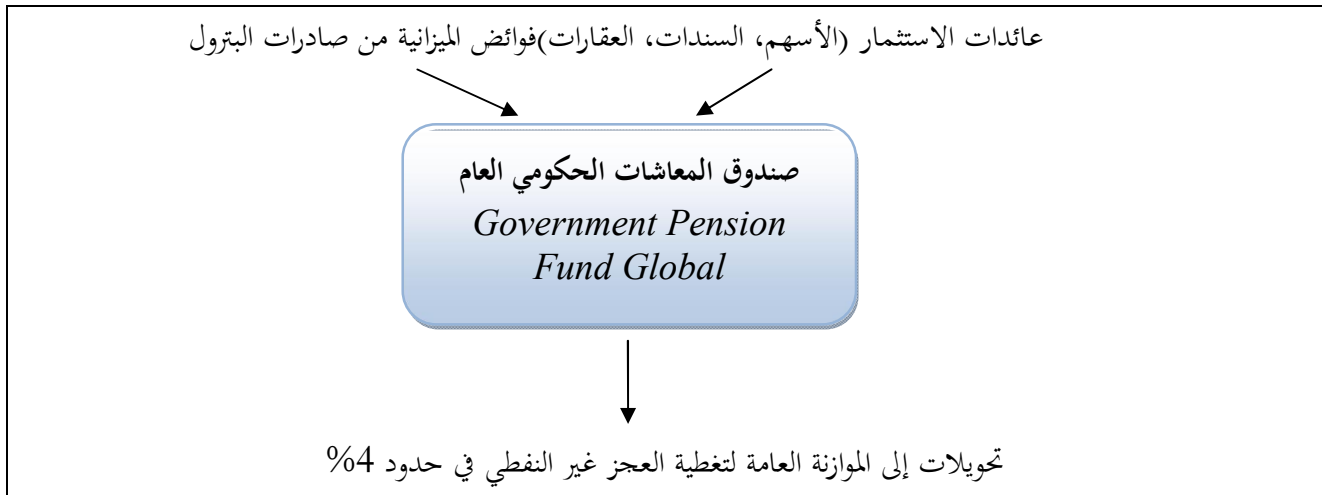 عائدات الاستثمار (الأسهم، السندات، العقارات)فوائض الميزانية من صادرات البترول
صندوق المعاشات الحكومي العام
Government Pension
Fund Global
تحويلات إلى الموازنة العامة لتغطية العجز غير النفطي في حدود 4%